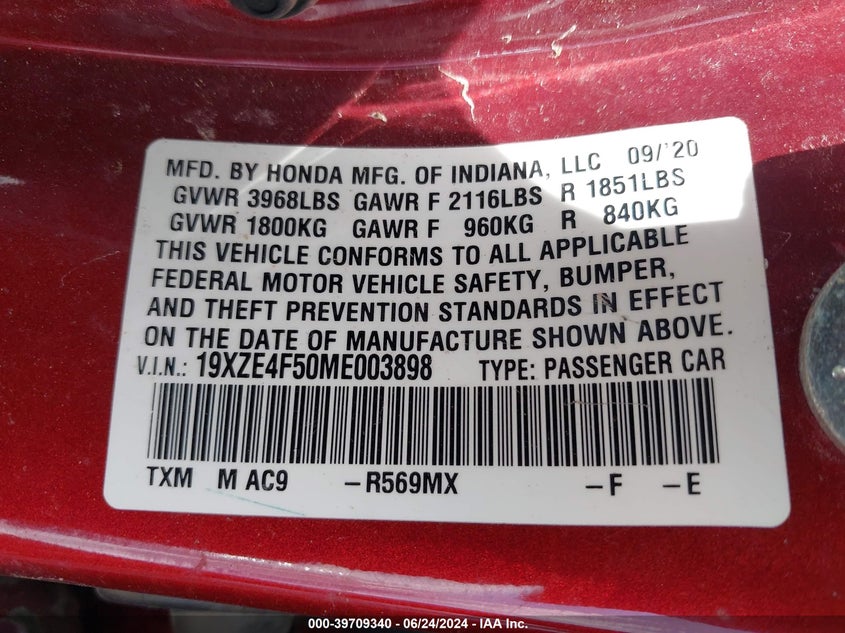 MFD. BY HONDA MFG. OF INDIANA, LLC 09/'20
GVWR 3968LBS GAWR F 2116LBS R 1851LBS
GVWR 1800KG GAWR F 960KG R 840KG
THIS VEHICLE CONFORMS TO ALL APPLICABLE
FEDERAL MOTOR VEHICLE SAFETY, BUMPER,
AND THEFT PREVENTION STANDARDS IN EFFECT
ON THE DATE OF MANUFACTURE SHOWN ABOVE.
V.I.N.: 19XZE4F50ME003898 TYPE: PASSENGER CAR
TXM M AC9 -R569MX -F -E
000-39709340 - 06/24/2024 - IAA Inc.